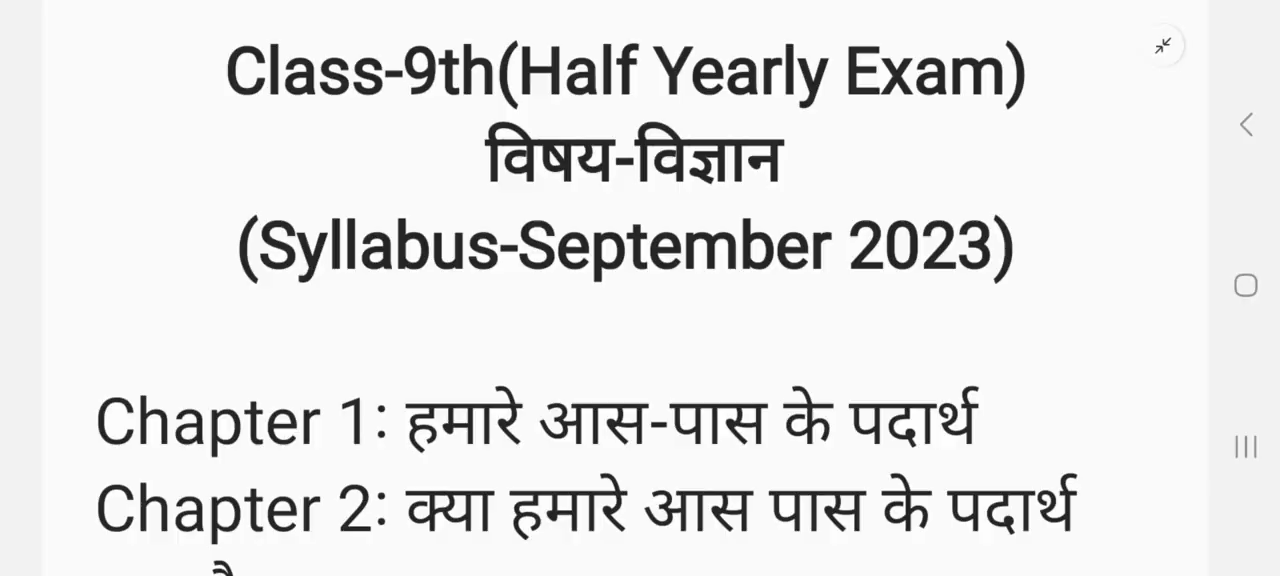 Class-9th(Half Yearly Exam)
विषय-विज्ञान
(Syllabus-September 2023)
Chapter 1: हमारे आस-पास के पदार्थ
Chapter 2: क्या हमारे आस पास के पदार्थ